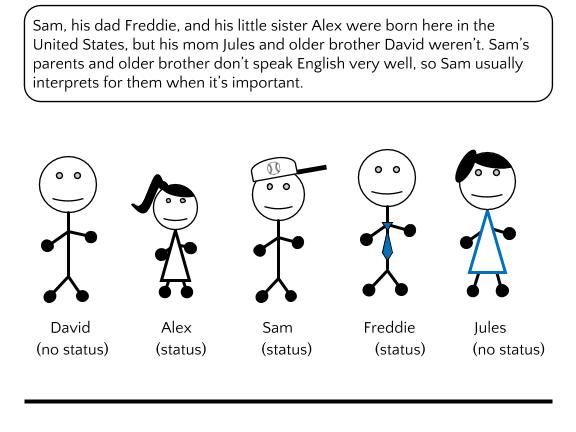 Sam, his dad Freddie, and his little sister Alex were born here in the
United States, but his mom Jules and older brother David weren't. Sam's
parents and older brother don't speak English very well, so Sam usually
interprets for them when it's important.
David Alex Sam Freddie Jules
(no status) (status) (status) (status) (no status)